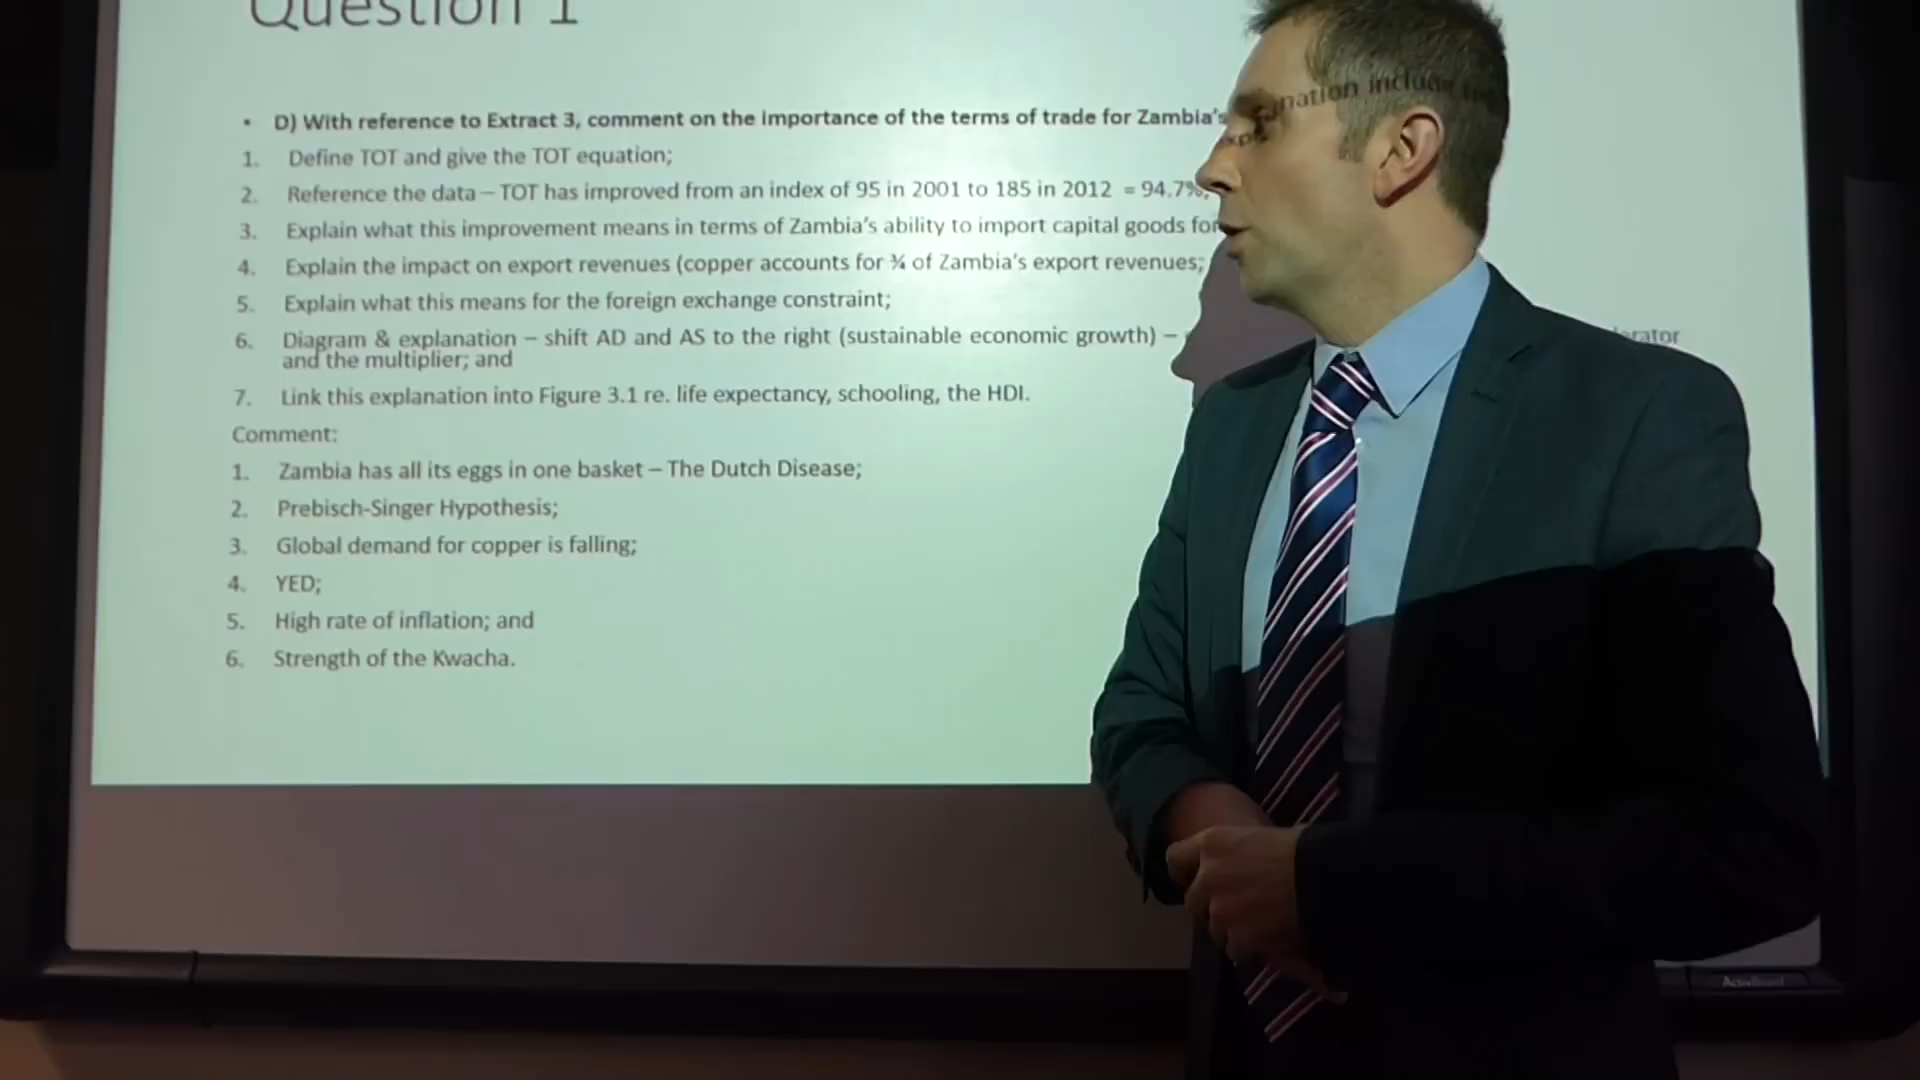 Question 1
• D) With reference to Extract 3, comment on the importance of the terms of trade for Zambia's
1. Define TOT and give the TOT equation;
2. Reference the data – TOT has improved from an index of 95 in 2001 to 185 in 2012 = 94.7%,
3. Explain what this improvement means in terms of Zambia's ability to import capital goods for
4. Explain the impact on export revenues (copper accounts for ¾ of Zambia's export revenues;
5. Explain what this means for the foreign exchange constraint;
6. Diagram & explanation – shift AD and AS to the right (sustainable economic growth) –
and the multiplier; and
7. Link this explanation into Figure 3.1 re. life expectancy, schooling, the HDI.
Comment:
1. Zambia has all its eggs in one basket – The Dutch Disease;
2. Prebisch-Singer Hypothesis;
3. Global demand for copper is falling;
4. YED;
5. High rate of inflation; and
6. Strength of the Kwacha.